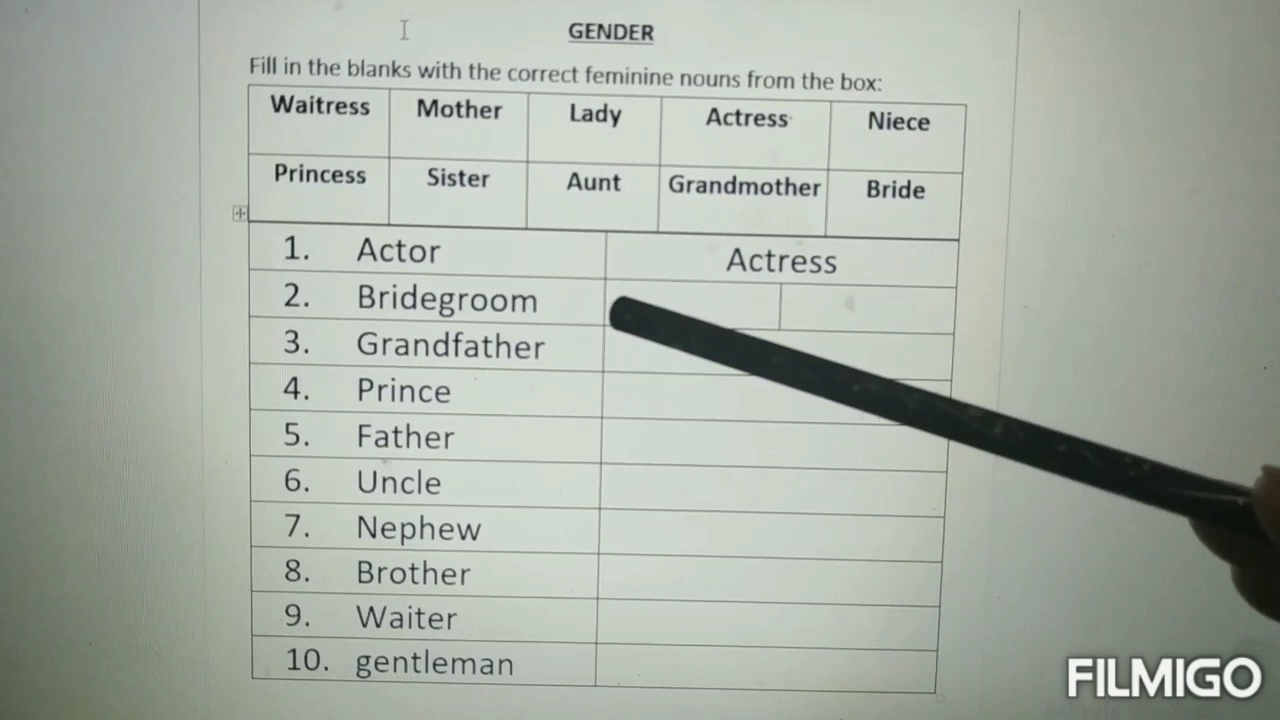 GENDER
Fill in the blanks with the correct feminine nouns from the box:
Waitress Mother Lady Actress Niece
Princess Sister Aunt Grandmother Bride
1. Actor Actress
2. Bridegroom
3. Grandfather
4. Prince
5. Father
6. Uncle
7. Nephew
8. Brother
9. Waiter
10. gentleman
FILMIGO